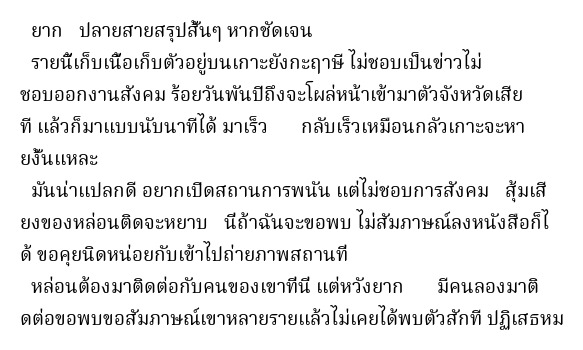 ยาก ปลายสายสรุปสั้นๆ หากชัดเจน
รายนี้เก็บเนื้อเก็บตัวอยู่บนเกาะยังกะฤาษี ไม่ชอบเป็นข่าวไม่
ชอบออกงานสังคม ร้อยวันพันปีถึงจะโผล่หน้าเข้ามาตัวจังหวัดเสีย
ที แล้วก็มาแบบนับนาทีได้ มาเร็ว กลับเร็วเหมือนกลัวเกาะจะหา
ยงั้นแหละ
มันน่าแปลกดี อยากเปิดสถานการพนัน แต่ไม่ชอบการสังคม สุ้มเสี
ยงของหล่อนติดจะหยาบ นี่ถ้าฉันจะขอพบ ไม่สัมภาษณ์ลงหนังสือก็ไ
ด้ ขอคุยนิดหน่อยกับเข้าไปถ่ายภาพสถานที่
หล่อนต้องมาติดต่อกับคนของเขาที่นี่ แต่หวังยาก มีคนลองมาติ
ดต่อขอพบขอสัมภาษณ์เขาหลายรายแล้วไม่เคยได้พบตัวสักที ปฏิเสธหม